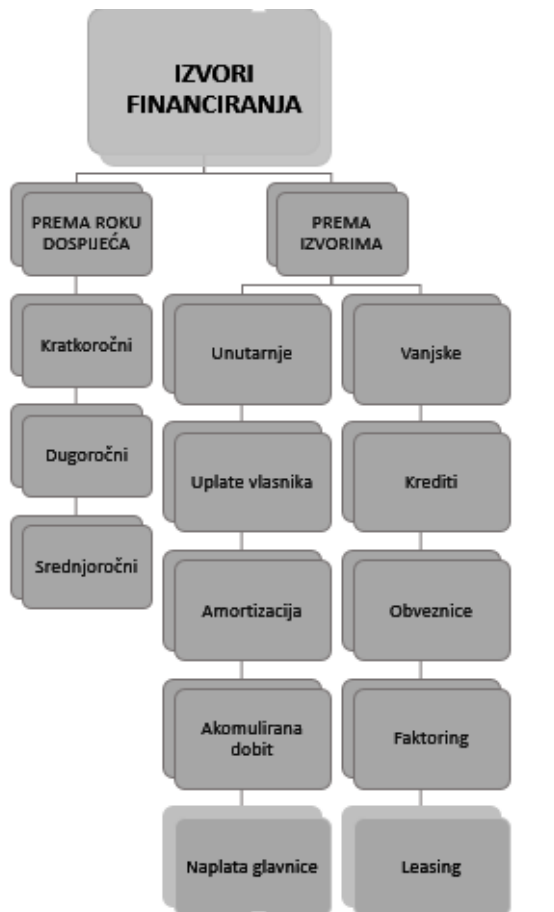 IZVORI
FINANCIRANJA
PREMA ROKU
DOSPIJEĆA
PREMA
IZVORIMA
Kratkoročni
Unutarnje
Vanjske
Dugoročni
Uplate vlasnika
Krediti
Srednjoročni
Amortizacija
Obveznice
Akomulirana
dobit
Faktoring
Naplata glavnice
Leasing